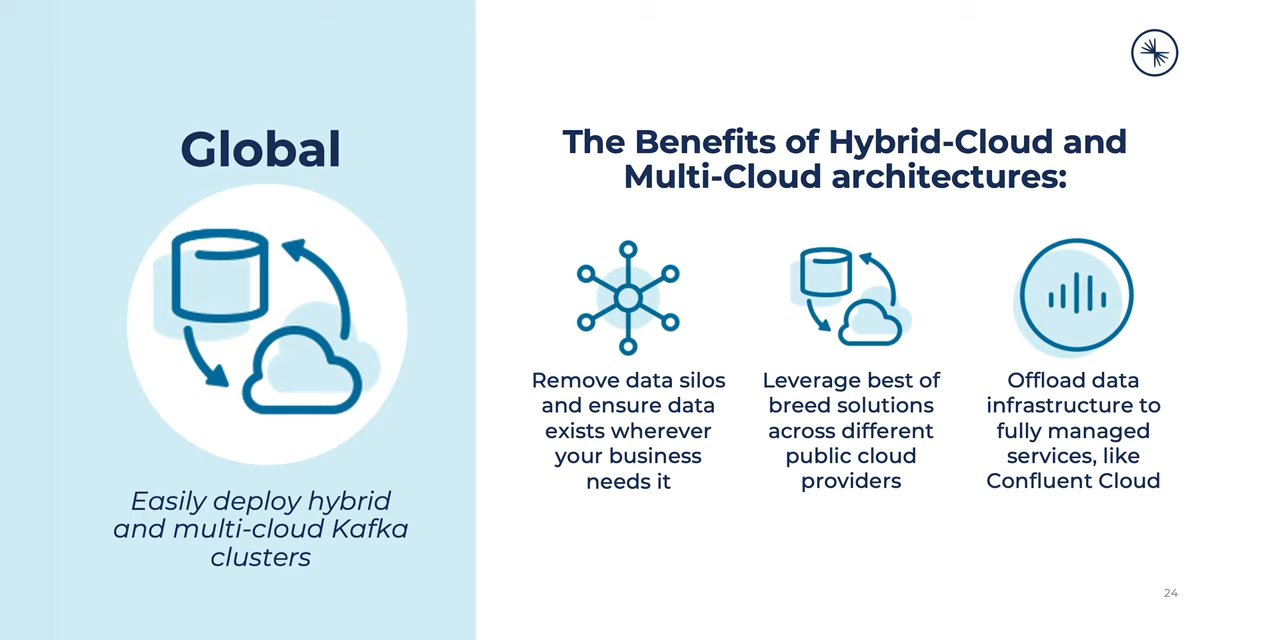 Global
Easily deploy hybrid
and multi-cloud Kafka
clusters
The Benefits of Hybrid-Cloud and
Multi-Cloud architectures:
Remove data silos
and ensure data
exists wherever
your business
needs it
Leverage best of
breed solutions
across different
public cloud
providers
Offload data
infrastructure to
fully managed
services, like
Confluent Cloud
24